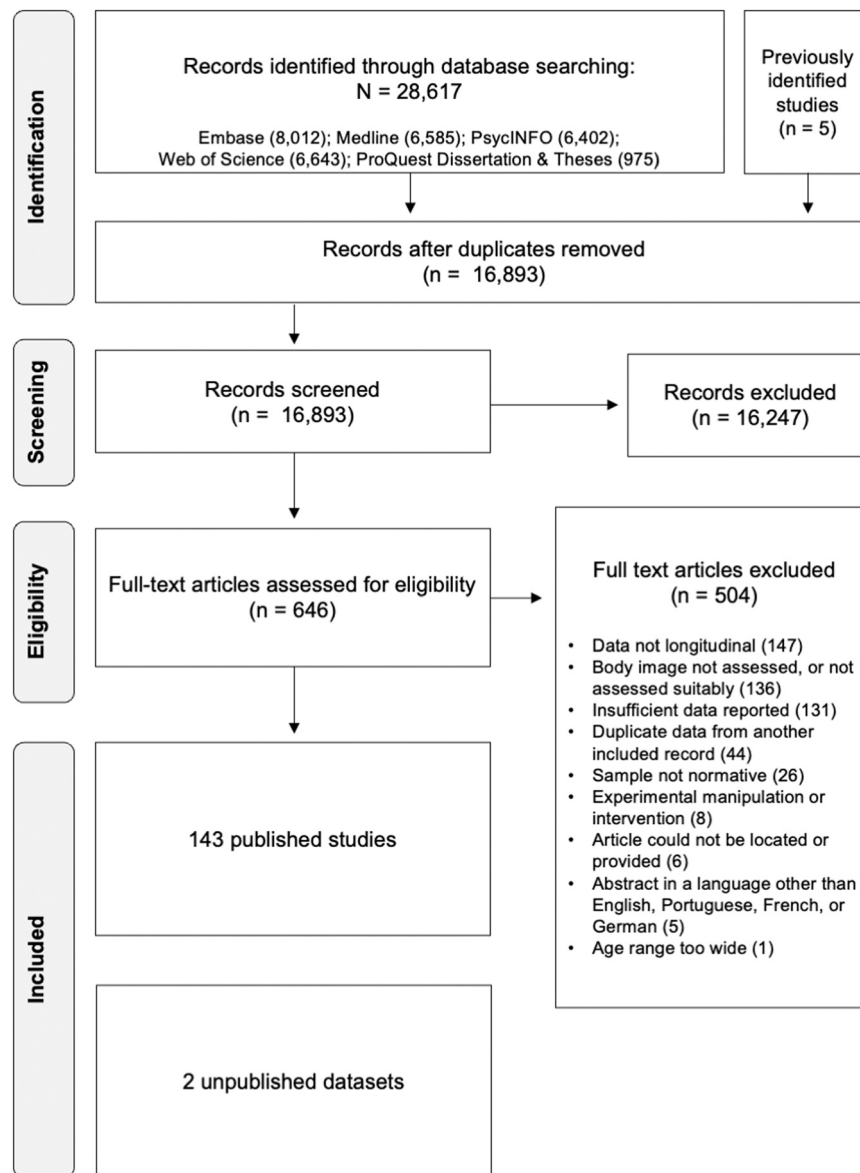 Identification
Records identified through database searching:
N = 28,617
Embase (8,012); Medline (6,585); PsycINFO (6,402);
Web of Science (6,643); ProQuest Dissertation & Theses (975)
Previously
identified
studies
(n = 5)
Records after duplicates removed
(n = 16,893)
Screening
Records screened
(n = 16,893)
Records excluded
(n = 16,247)
Eligibility
Full-text articles assessed for eligibility
(n = 646)
Full text articles excluded
(n = 504)
• Data not longitudinal (147)
• Body image not assessed, or not
assessed suitably (136)
• Insufficient data reported (131)
• Duplicate data from another
included record (44)
• Sample not normative (26)
• Experimental manipulation or
intervention (8)
• Article could not be located or
provided (6)
• Abstract in a language other than
English, Portuguese, French, or
German (5)
• Age range too wide (1)
Included
143 published studies
2 unpublished datasets